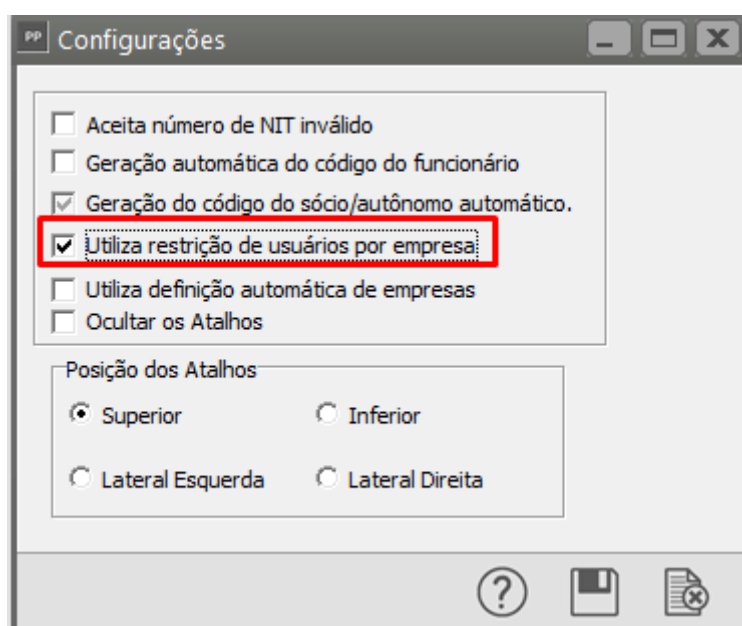 PP Configurações
Aceita número de NIT inválido
Geração automática do código do funcionário
Geração do código do sócio/autônomo automático.
Utiliza restrição de usuários por empresa
Utiliza definição automática de empresas
Ocultar os Atalhos
Posição dos Atalhos
Superior Inferior
Lateral Esquerda Lateral Direita
?